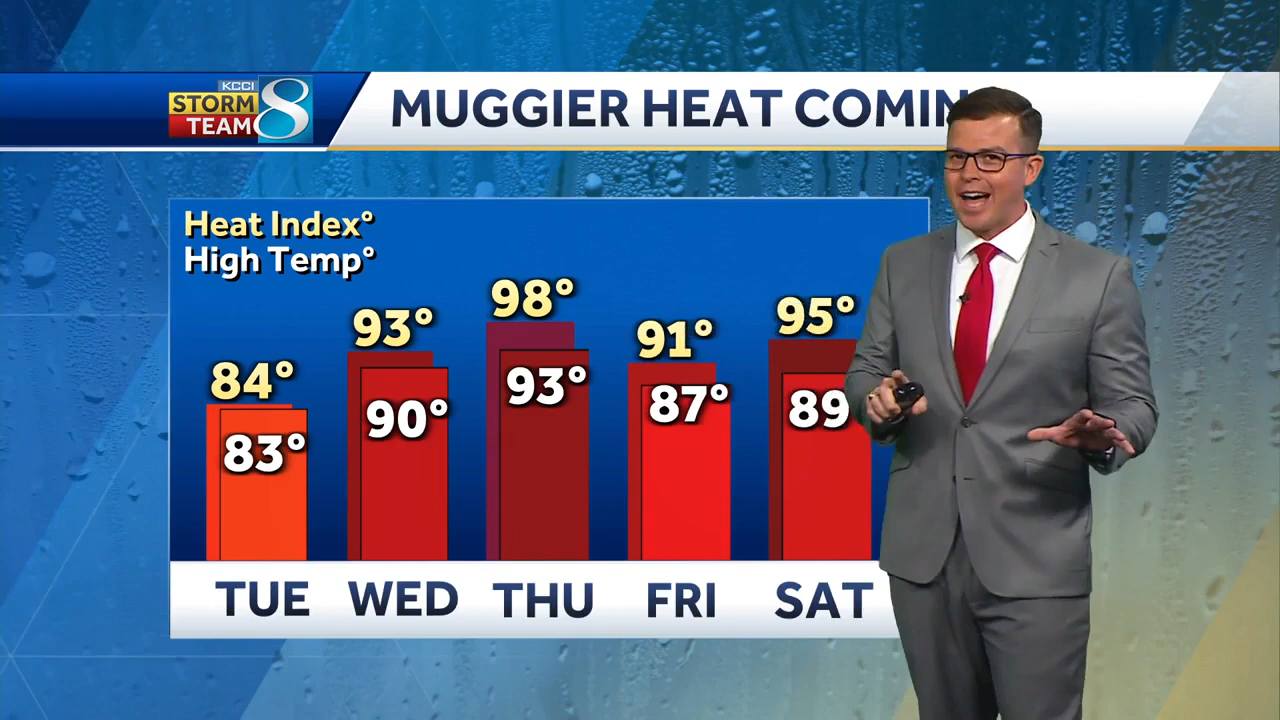 KCCI
STORM
TEAM 8
MUGGIER HEAT COMIN
Heat Index°
High Temp°
84° 93° 98° 91° 95°
83° 90° 93° 87° 89
TUE WED THU FRI SAT